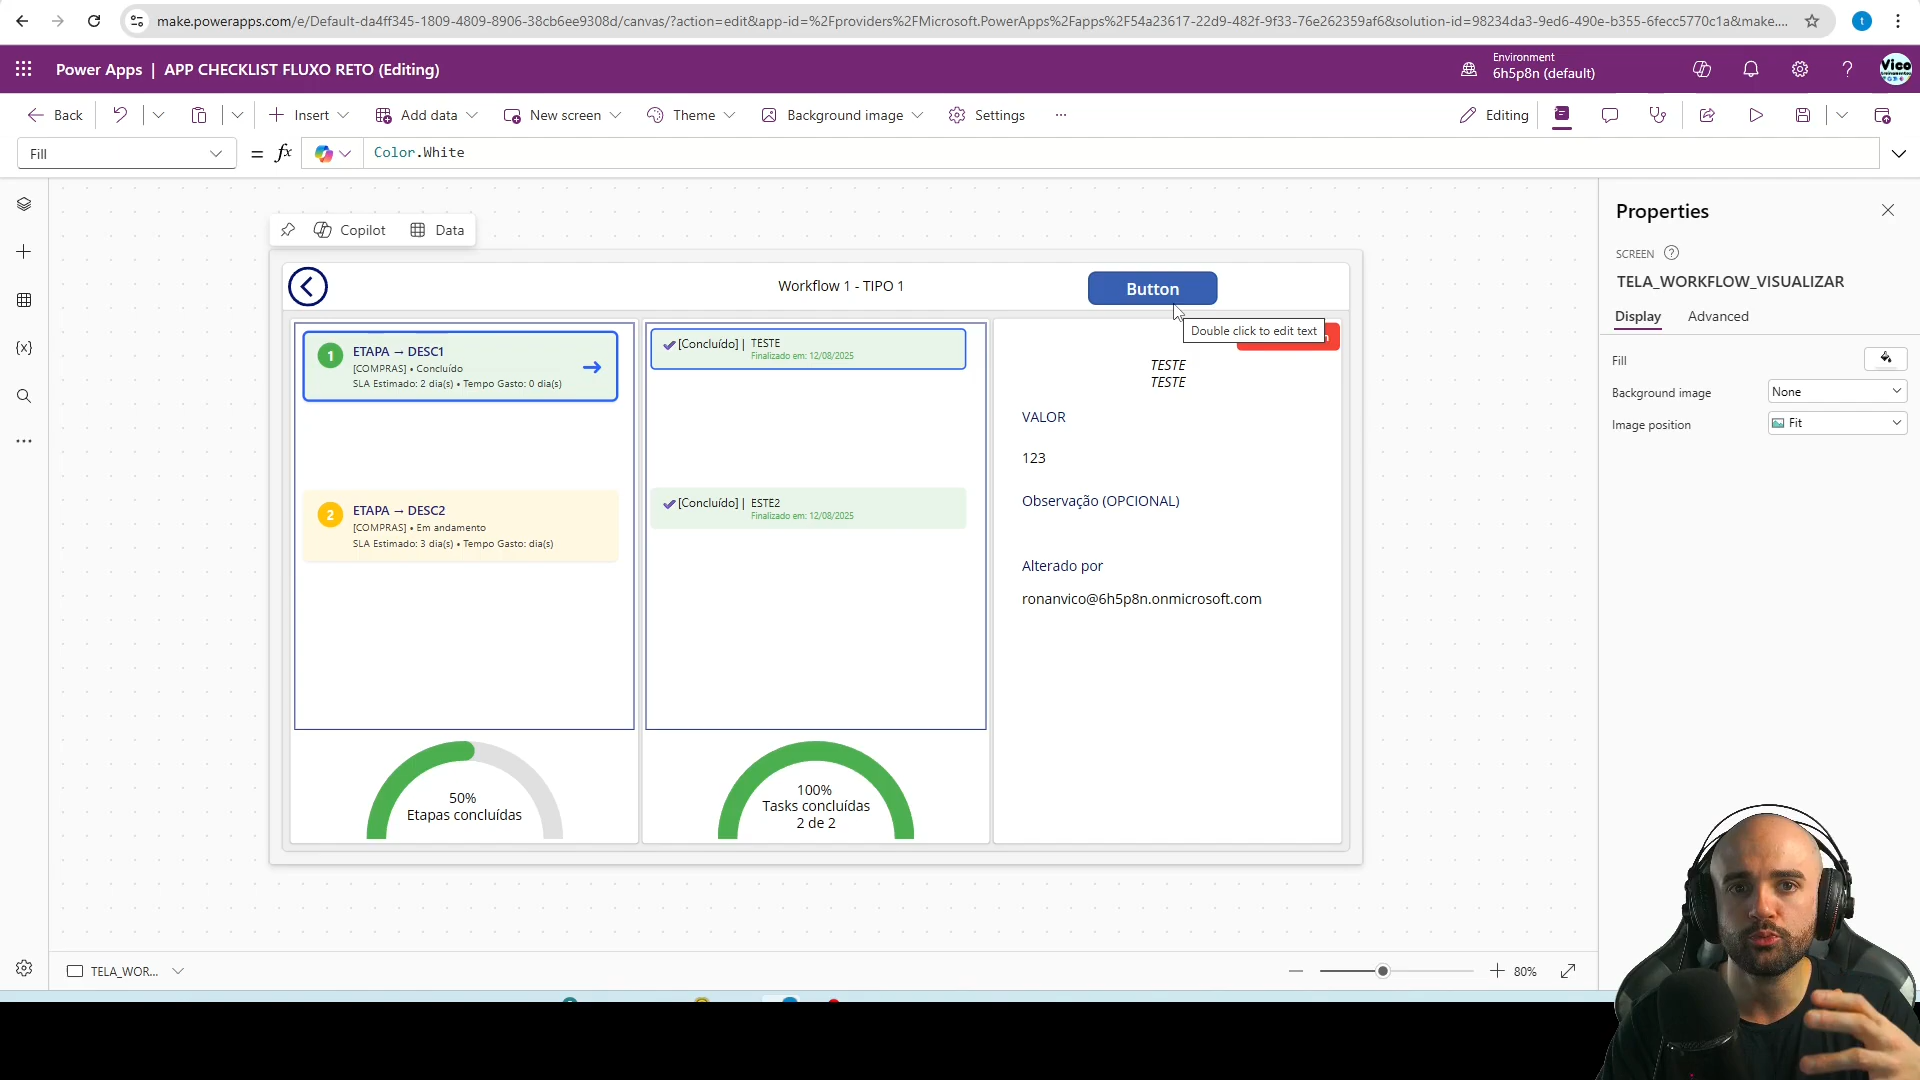 make.powerapps.com/e/Default-da4ff345-1809-4809-8906-38cb6ee9308d/canvas/?action=edit&app-id=%2Fproviders%2FMicrosoft.PowerApps%2Fapps%2F54a23617-22d9-482f-9f33-76e262359af6&solution-id=98234da3-9ed6-490e-b355-6fecc5770c1a&make....
t
Power Apps | APP CHECKLIST FLUXO RETO (Editing)
Environment
6h5p8n (default)
Vico
Back
Insert
Add data
New screen
Theme
Background image
Settings
...
Editing
Fill
= fx
Color.White
Copilot
Data
Properties
SCREEN
TELA_WORKFLOW_VISUALIZAR
Display
Advanced
Fill
Background image
None
Image position
Fit
Workflow 1 - TIPO 1
Button
Double click to edit text
1
ETAPA → DESC1
[COMPRAS] • Concluído
SLA Estimado: 2 dia(s) • Tempo Gasto: 0 dia(s)
2
ETAPA → DESC2
[COMPRAS] • Em andamento
SLA Estimado: 3 dia(s) • Tempo Gasto: dia(s)
[Concluído] | TESTE
Finalizado em: 12/08/2025
[Concluído] | ESTE2
Finalizado em: 12/08/2025
TESTE
TESTE
VALOR
123
Observação (OPCIONAL)
Alterado por
ronanvico@6h5p8n.onmicrosoft.com
50%
Etapas concluídas
100%
Tasks concluídas
2 de 2
TELA_WOR...
80%